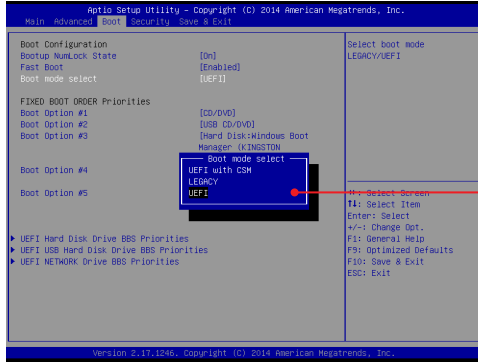 Aptio Setup Utility – Copyright (C) 2014 American Megatrends, Inc.
Main Advanced Boot Security Save & Exit
Boot Configuration
Bootup NumLock State [On]
Fast Boot [Enabled]
Boot mode select [UEFI]
FIXED BOOT ORDER Priorities
Boot Option #1 [CD/DVD]
Boot Option #2 [USB CD/DVD]
Boot Option #3 [Hard Disk:Windows Boot
Manager (KINGSTON
Boot Option #4
Boot Option #5
Boot mode select
UEFI with CSM
LEGACY
UEFI
UEFI Hard Disk Drive BBS Priorities
UEFI USB Hard Disk Drive BBS Priorities
UEFI NETWORK Drive BBS Priorities
Select boot mode
LEGACY/UEFI
→←: Select Screen
↑↓: Select Item
Enter: Select
+/-: Change Opt.
F1: General Help
F9: Optimized Defaults
F10: Save & Exit
ESC: Exit
Version 2.17.1246. Copyright (C) 2014 American Megatrends, Inc.